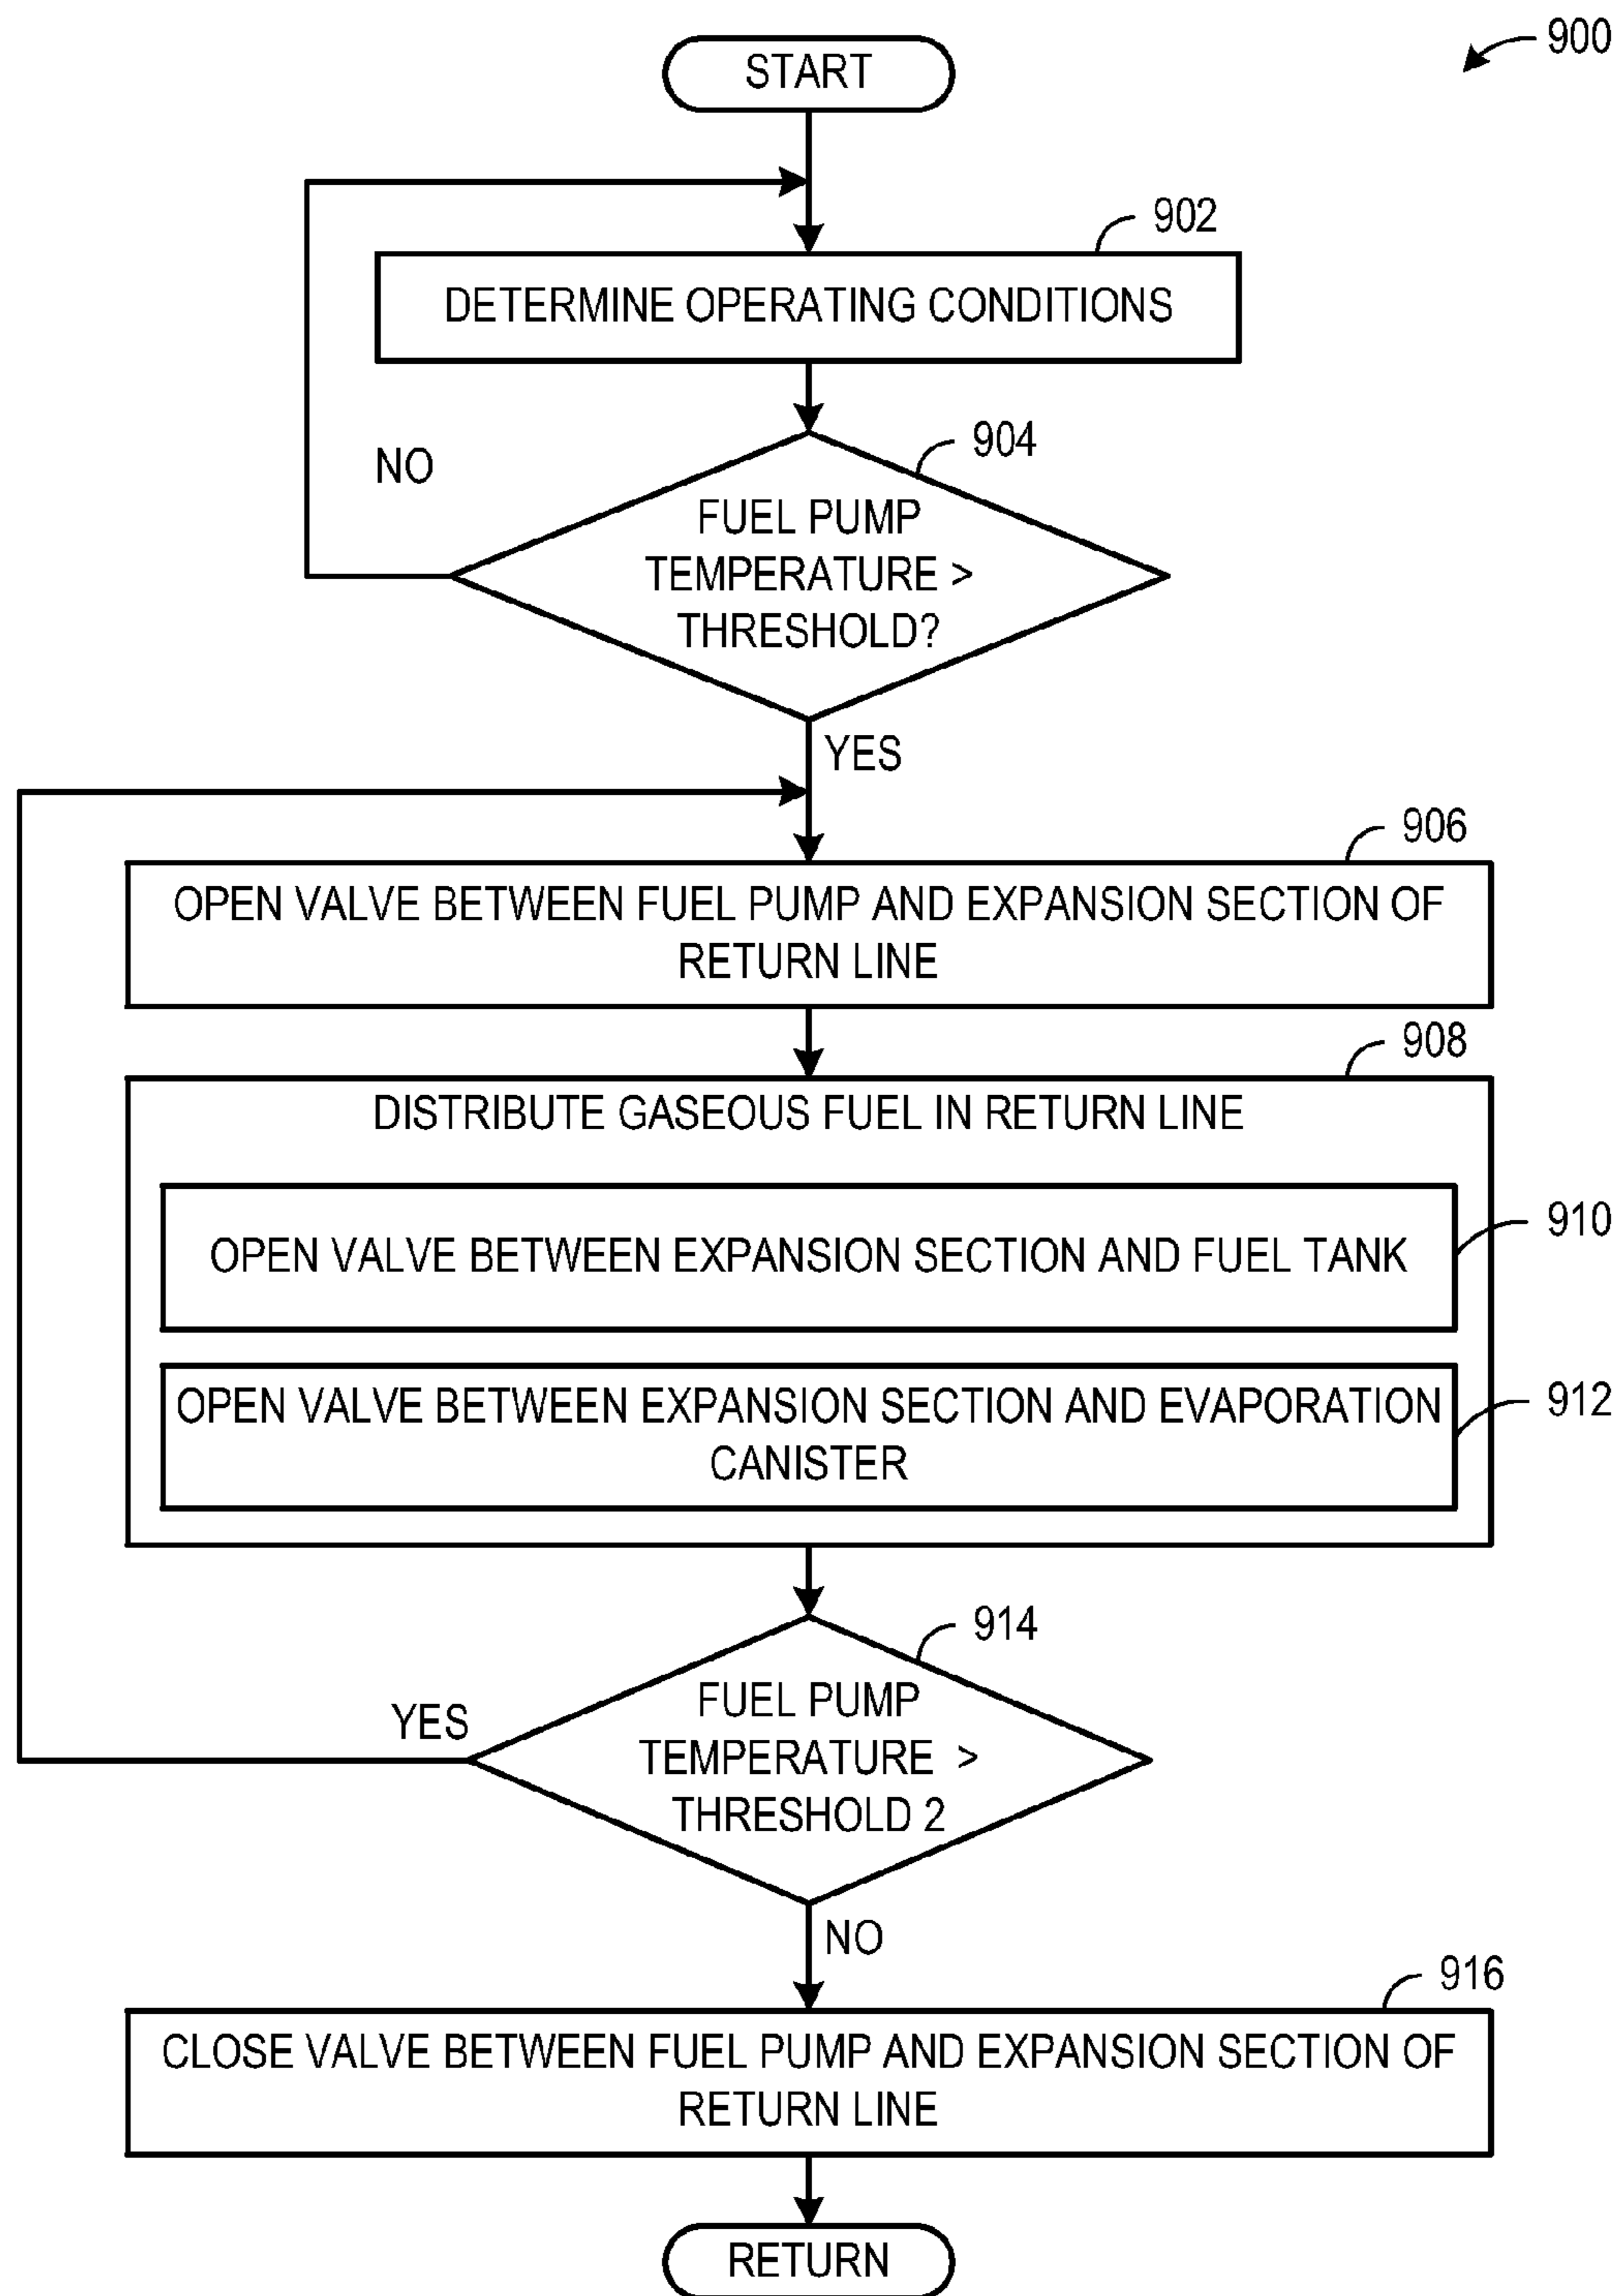 900
START
902
DETERMINE OPERATING CONDITIONS
904
NO
FUEL PUMP
TEMPERATURE >
THRESHOLD?
YES
906
OPEN VALVE BETWEEN FUEL PUMP AND EXPANSION SECTION OF
RETURN LINE
908
DISTRIBUTE GASEOUS FUEL IN RETURN LINE
910
OPEN VALVE BETWEEN EXPANSION SECTION AND FUEL TANK
912
OPEN VALVE BETWEEN EXPANSION SECTION AND EVAPORATION
CANISTER
914
YES
FUEL PUMP
TEMPERATURE >
THRESHOLD 2
NO
916
CLOSE VALVE BETWEEN FUEL PUMP AND EXPANSION SECTION OF
RETURN LINE
RETURN